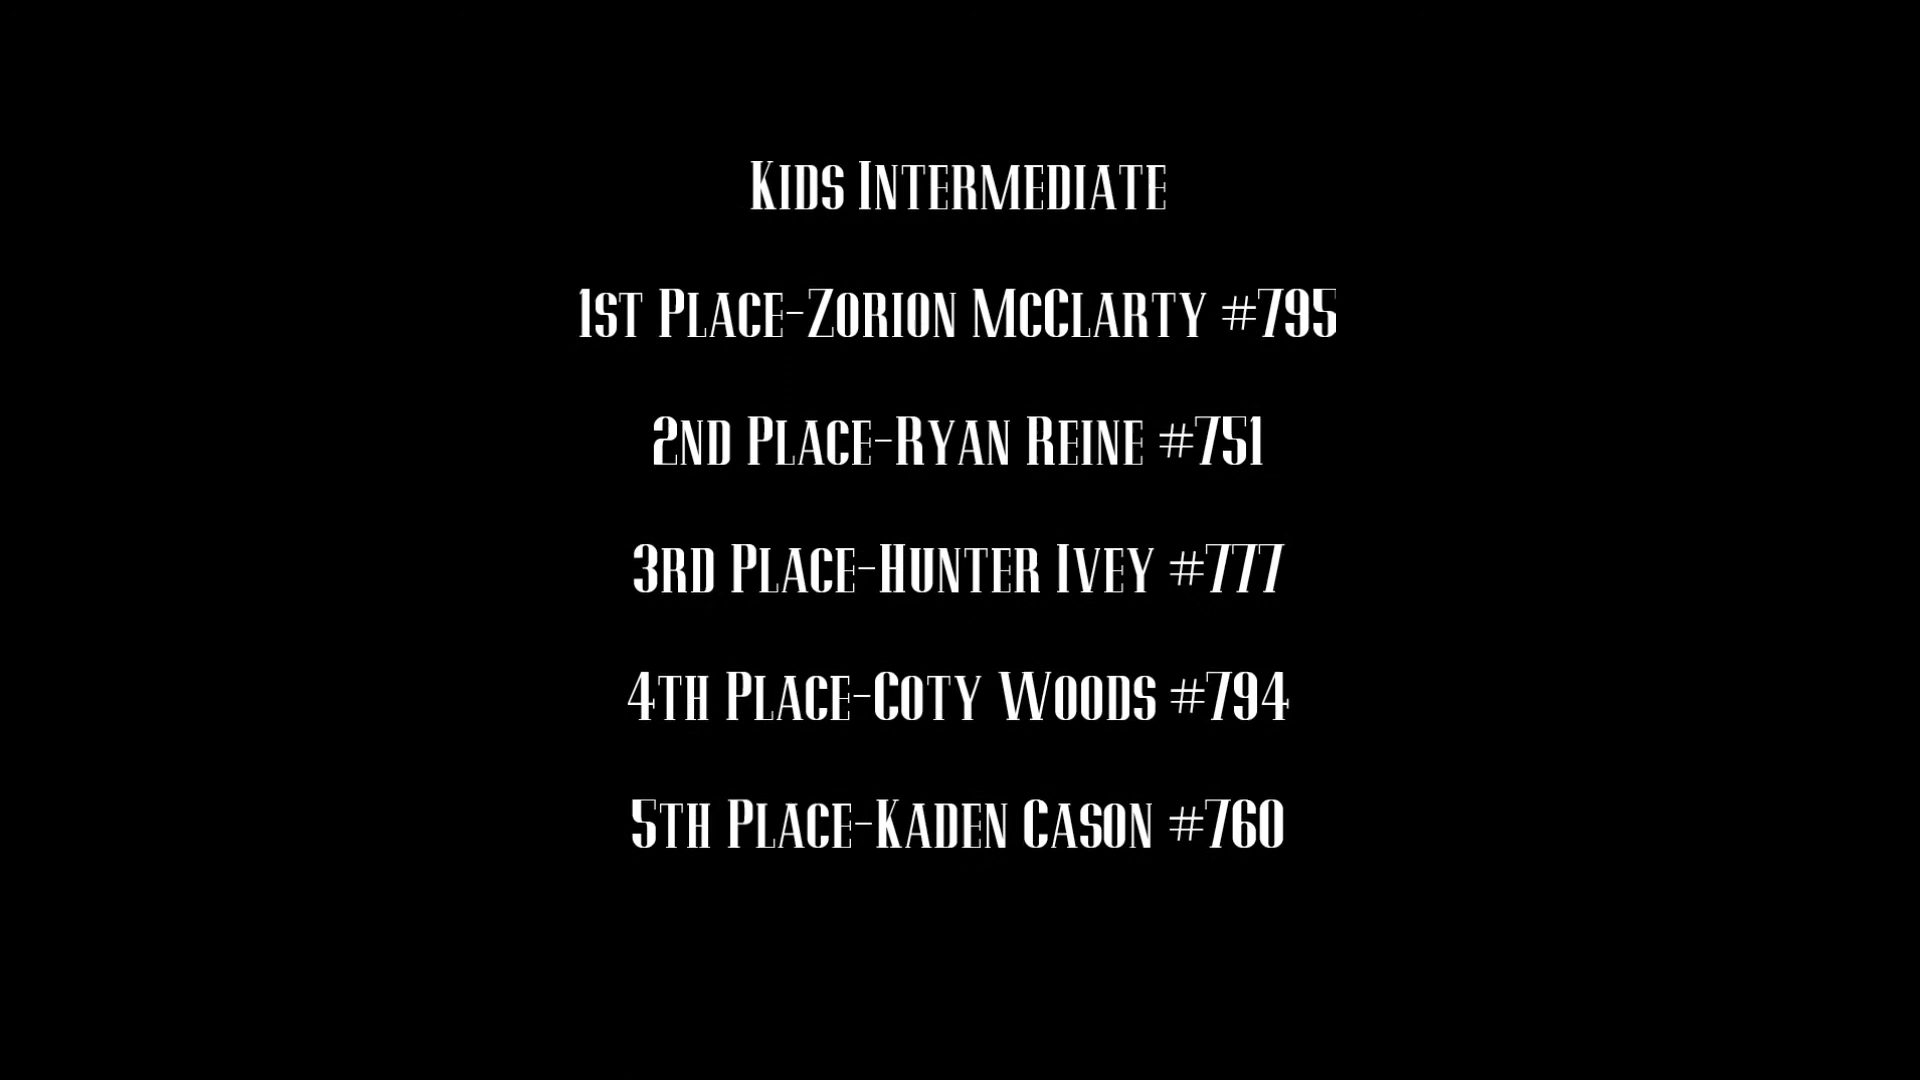 Kids Intermediate
1st Place-Zorion McClarty #795
2nd Place-Ryan Reine #751
3rd Place-Hunter Ivey #777
4th Place-Coty Woods #794
5th Place-Kaden Cason #760